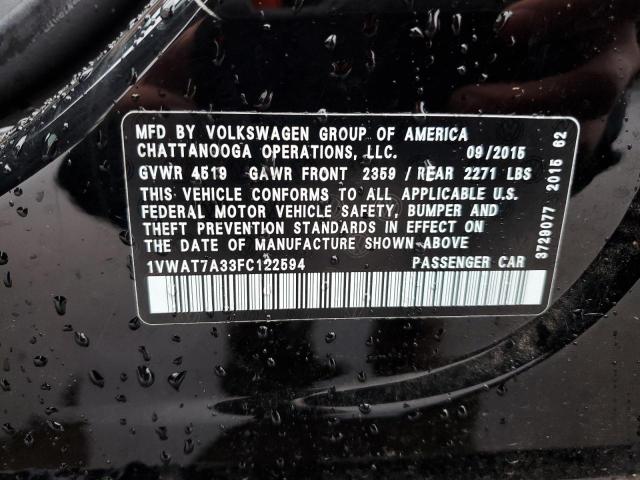 MFD BY VOLKSWAGEN GROUP OF AMERICA
CHATTANOOGA OPERATIONS, LLC. 09/2015
GVWR 4519 GAWR FRONT 2359 / REAR 2271 LBS
THIS VEHICLE CONFORMS TO ALL APPLICABLE U.S.
FEDERAL MOTOR VEHICLE SAFETY, BUMPER AND
THEFT PREVENTION STANDARDS IN EFFECT ON
THE DATE OF MANUFACTURE SHOWN ABOVE
1VWAT7A33FC122594 PASSENGER CAR
3729077 2015 62